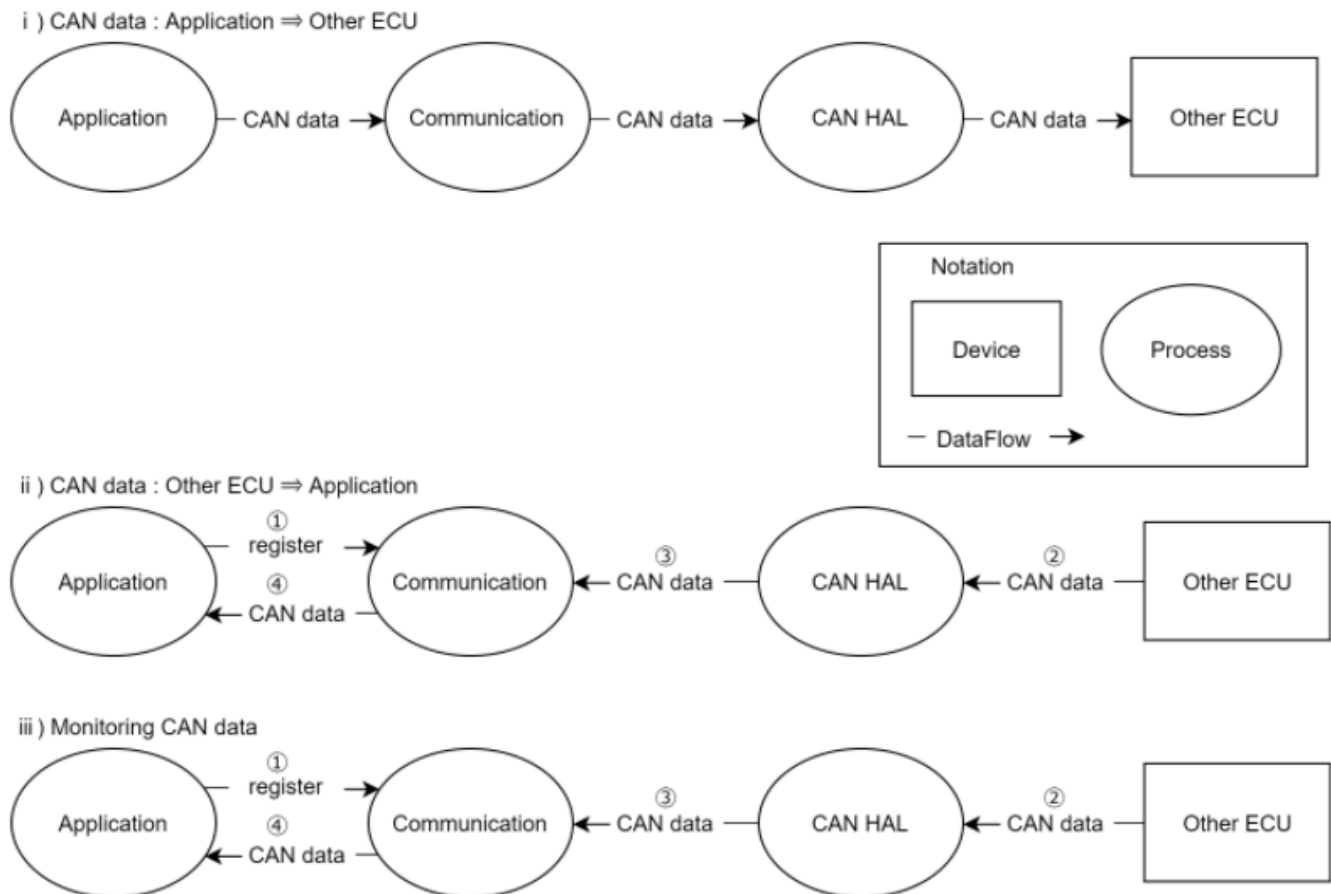 i ) CAN data : Application ⇒ Other ECU
Application
CAN data
Communication
CAN data
CAN HAL
CAN data
Other ECU
Notation
Device
Process
DataFlow
ii ) CAN data : Other ECU ⇒ Application
①
register
④
CAN data
Application
Communication
③
CAN data
CAN HAL
②
CAN data
Other ECU
iii ) Monitoring CAN data
①
register
④
CAN data
Application
Communication
③
CAN data
CAN HAL
②
CAN data
Other ECU